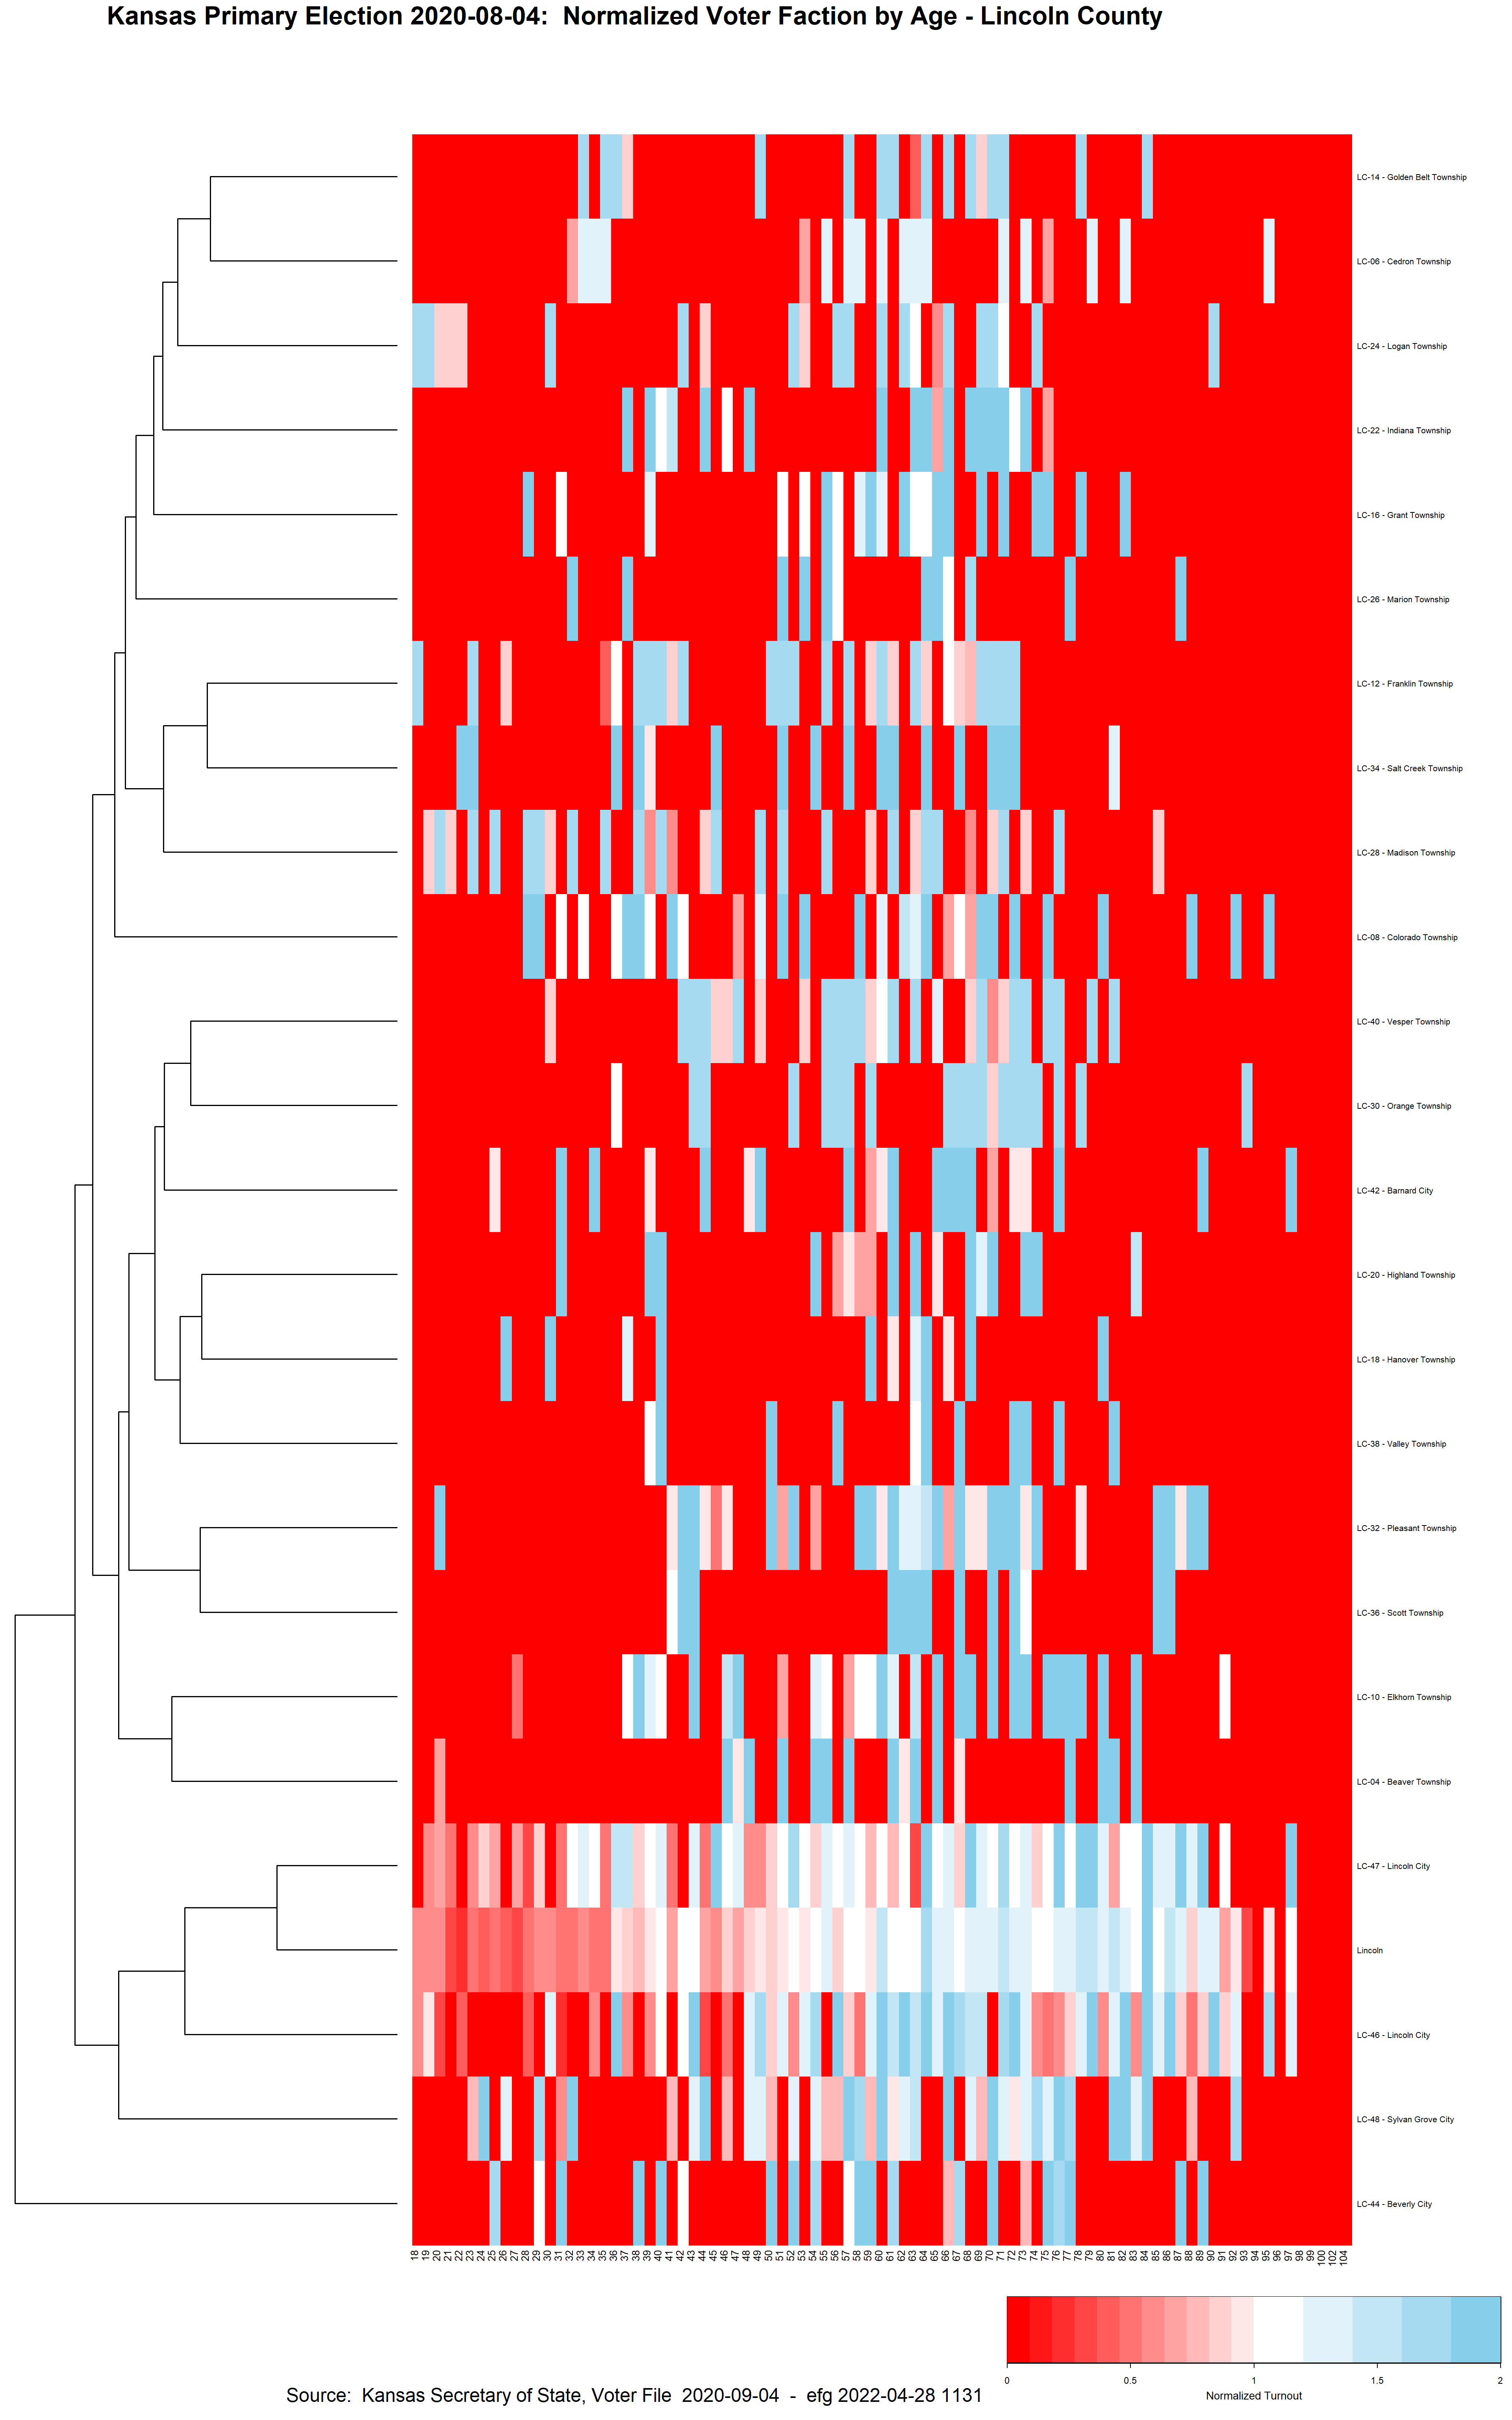 Kansas Primary Election 2020-08-04:  Normalized Voter Faction by Age - Lincoln County
LC-14 - Golden Belt Township
LC-06 - Cedron Township
LC-24 - Logan Township
LC-22 - Indiana Township
LC-16 - Grant Township
LC-26 - Marion Township
LC-12 - Franklin Township
LC-34 - Salt Creek Township
LC-28 - Madison Township
LC-08 - Colorado Township
LC-40 - Vesper Township
LC-30 - Orange Township
LC-42 - Barnard City
LC-20 - Highland Township
LC-18 - Hanover Township
LC-38 - Valley Township
LC-32 - Pleasant Township
LC-36 - Scott Township
LC-10 - Elkhorn Township
LC-04 - Beaver Township
LC-47 - Lincoln City
Lincoln
LC-46 - Lincoln City
LC-48 - Sylvan Grove City
LC-44 - Beverly City
18 19 20 21 22 23 24 25 26 27 28 29 30 31 32 33 34 35 36 37 38 39 40 41 42 43 44 45 46 47 48 49 50 51 52 53 54 55 56 57 58 59 60 61 62 63 64 65 66 67 68 69 70 71 72 73 74 75 76 77 78 79 80 81 82 83 84 85 86 87 88 89 90 91 92 93 94 95 96 97 98 99 100 102 104
0 0.5 1 1.5 2
Normalized Turnout
Source:  Kansas Secretary of State, Voter File  2020-09-04  -  efg 2022-04-28 1131